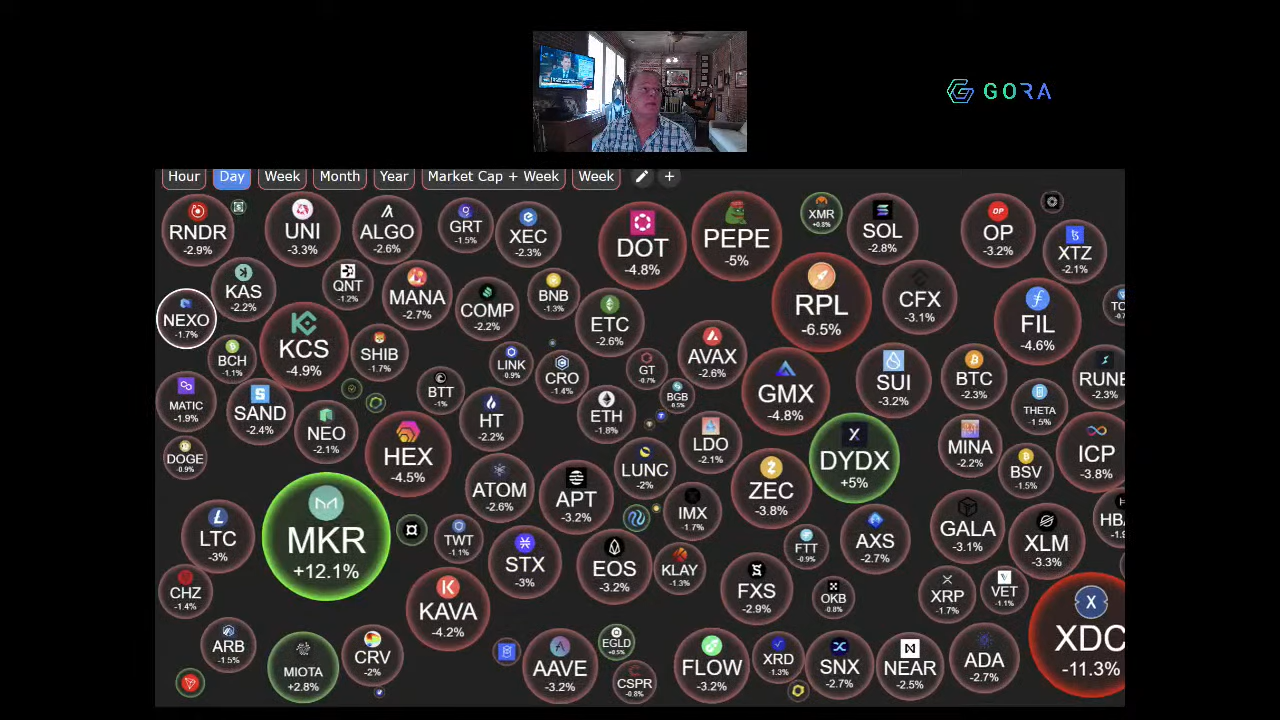 GORA
Hour Day Week Month Year Market Cap + Week Week +
RNDR
-2.9%
UNI
-3.3%
ALGO
-2.6%
GRT
-1.5%
XEC
-2.3%
DOT
-4.8%
PEPE
-5%
XMR
+0.8%
SOL
-2.8%
OP
OP
-3.2%
XTZ
-2.1%
NEXO
-1.7%
KAS
-2.2%
QNT
-1.2%
MANA
-2.7%
COMP
-2.2%
BNB
-1.3%
ETC
-2.6%
RPL
-6.5%
CFX
-3.1%
FIL
-4.6%
BCH
-1.1%
KCS
-4.9%
SHIB
-1.7%
LINK
-0.9%
CRO
-1.4%
GT
-0.7%
AVAX
-2.6%
GMX
-4.8%
SUI
-3.2%
BTC
-2.3%
RUNE
-2.3%
MATIC
-1.9%
SAND
-2.4%
NEO
-2.1%
BTT
-1%
HT
-2.2%
ETH
-1.8%
BGB
-0.5%
THETA
-1.5%
DOGE
-0.9%
HEX
-4.5%
LDO
-2.1%
DYDX
+5%
MINA
-2.2%
ICP
-3.8%
ATOM
-2.6%
APT
-3.2%
LUNC
-2%
ZEC
-3.8%
BSV
-1.5%
LTC
-3%
MKR
+12.1%
TWT
-1.1%
STX
-3%
EOS
-3.2%
IMX
-1.7%
FTT
-0.9%
AXS
-2.7%
GALA
-3.1%
XLM
-3.3%
CHZ
-1.4%
KAVA
-4.2%
KLAY
-1.3%
FXS
-2.9%
OKB
-0.8%
XRP
-1.7%
VET
-1.1%
XDC
-11.3%
ARB
-1.5%
MIOTA
+2.8%
CRV
-2%
AAVE
-3.2%
EGLD
+0.5%
CSPR
-0.8%
FLOW
-3.2%
XRD
-1.3%
SNX
-2.7%
NEAR
-2.5%
ADA
-2.7%